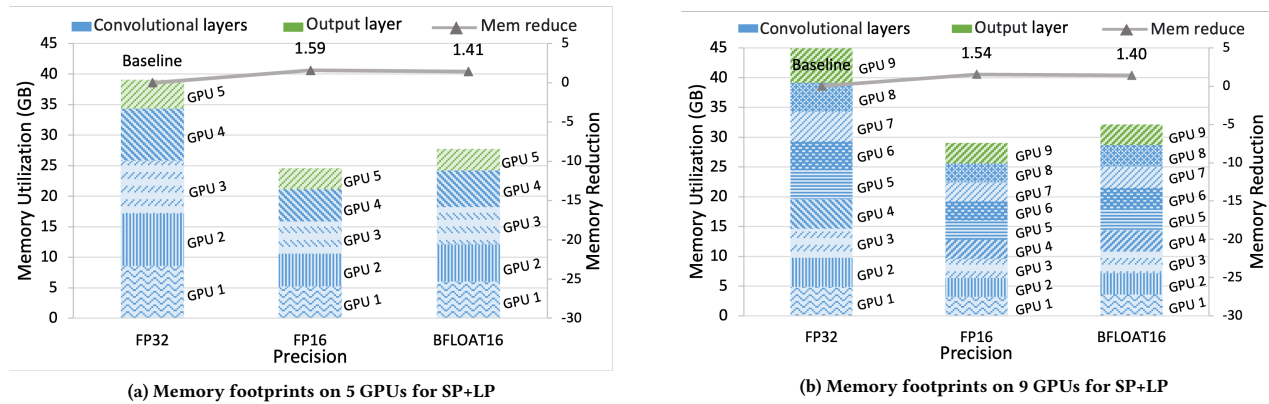 Convolutional layers Output layer Mem reduce
45
40
35
30
25
20
15
10
5
0
Memory Utilization (GB)
Baseline
1.59
1.41
GPU 5
GPU 4
GPU 3
GPU 2
GPU 1
GPU 5
GPU 4
GPU 3
GPU 2
GPU 1
GPU 5
GPU 4
GPU 3
GPU 2
GPU 1
5
0
-5
-10
-15
-20
-25
-30
Memory Reduction
FP32 FP16 BFLOAT16
Precision
(a) Memory footprints on 5 GPUs for SP+LP
Convolutional layers Output layer Mem reduce
45
40
35
30
25
20
15
10
5
0
Memory Utilization (GB)
Baseline
1.54
1.40
GPU 9
GPU 8
GPU 7
GPU 6
GPU 5
GPU 4
GPU 3
GPU 2
GPU 1
GPU 9
GPU 8
GPU 7
GPU 6
GPU 5
GPU 4
GPU 3
GPU 2
GPU 1
GPU 9
GPU 8
GPU 7
GPU 6
GPU 5
GPU 4
GPU 3
GPU 2
GPU 1
5
0
-5
-10
-15
-20
-25
-30
Memory Reduction
FP32 FP16 BFLOAT16
Precision
(b) Memory footprints on 9 GPUs for SP+LP